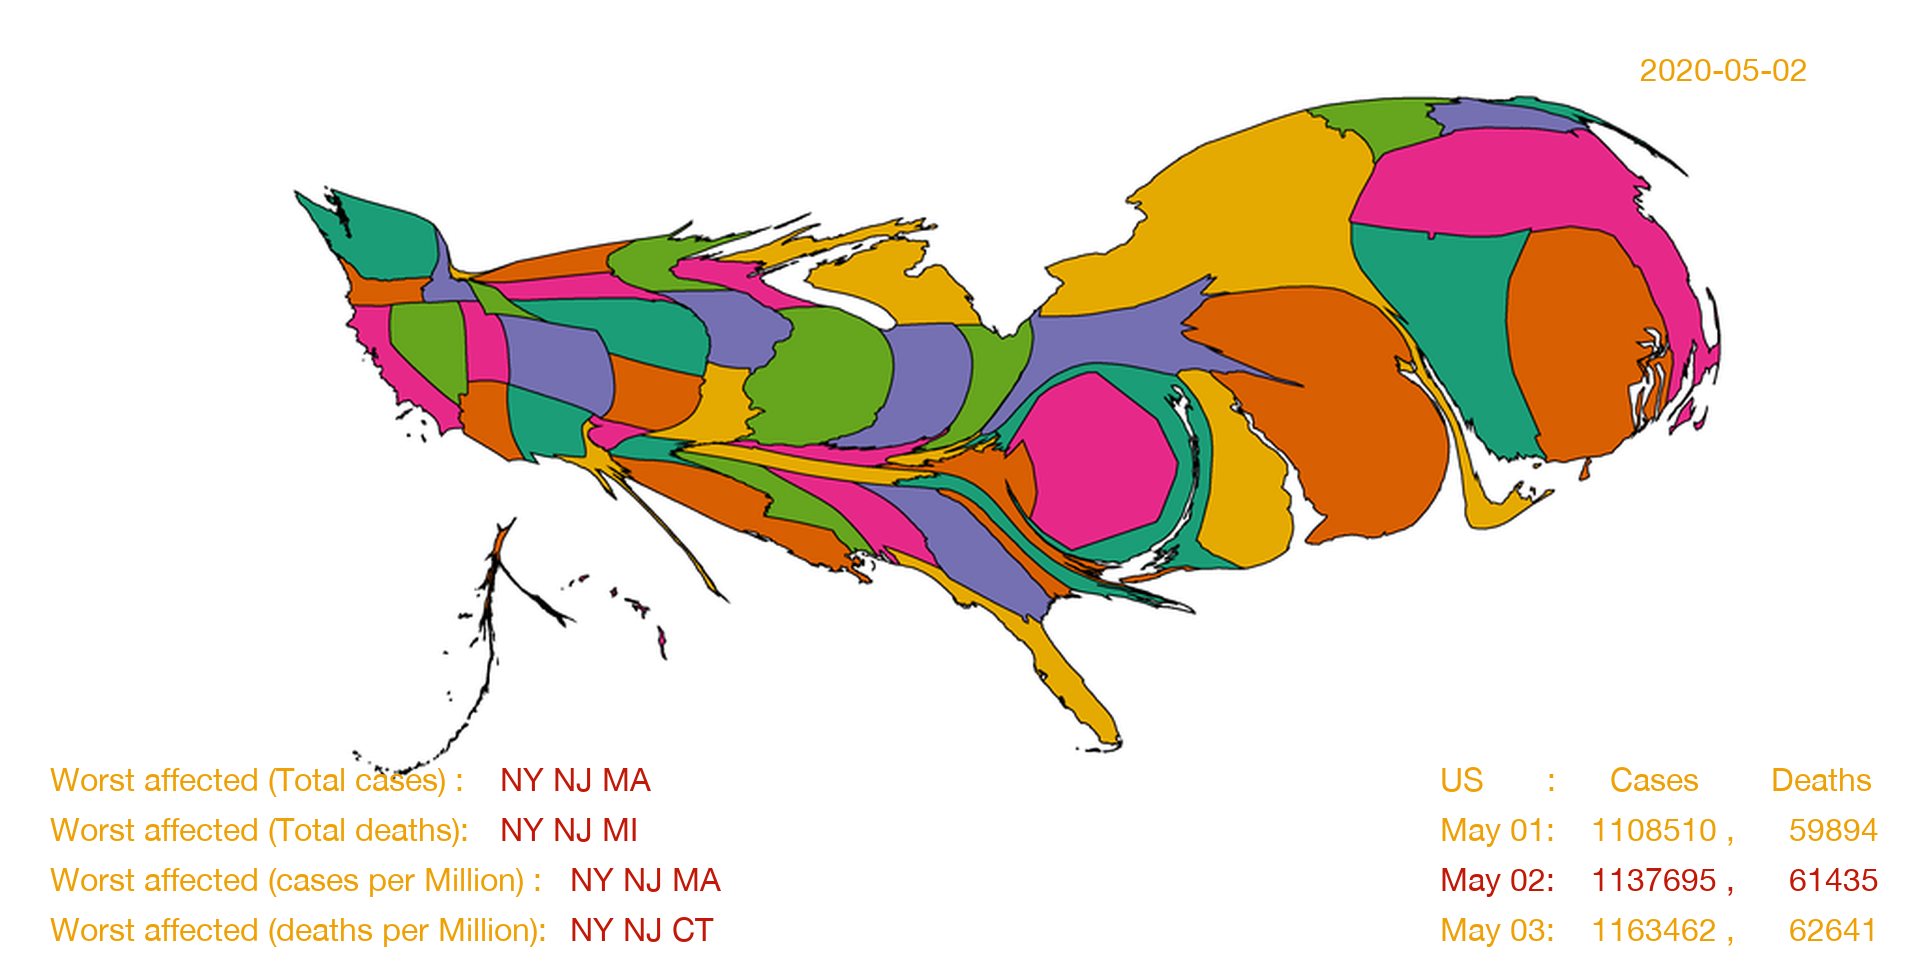 2020-05-02
Worst affected (Total cases) : NY NJ MA
Worst affected (Total deaths): NY NJ MI
Worst affected (cases per Million) : NY NJ MA
Worst affected (deaths per Million): NY NJ CT
US : Cases Deaths
May 01: 1108510 , 59894
May 02: 1137695 , 61435
May 03: 1163462 , 62641